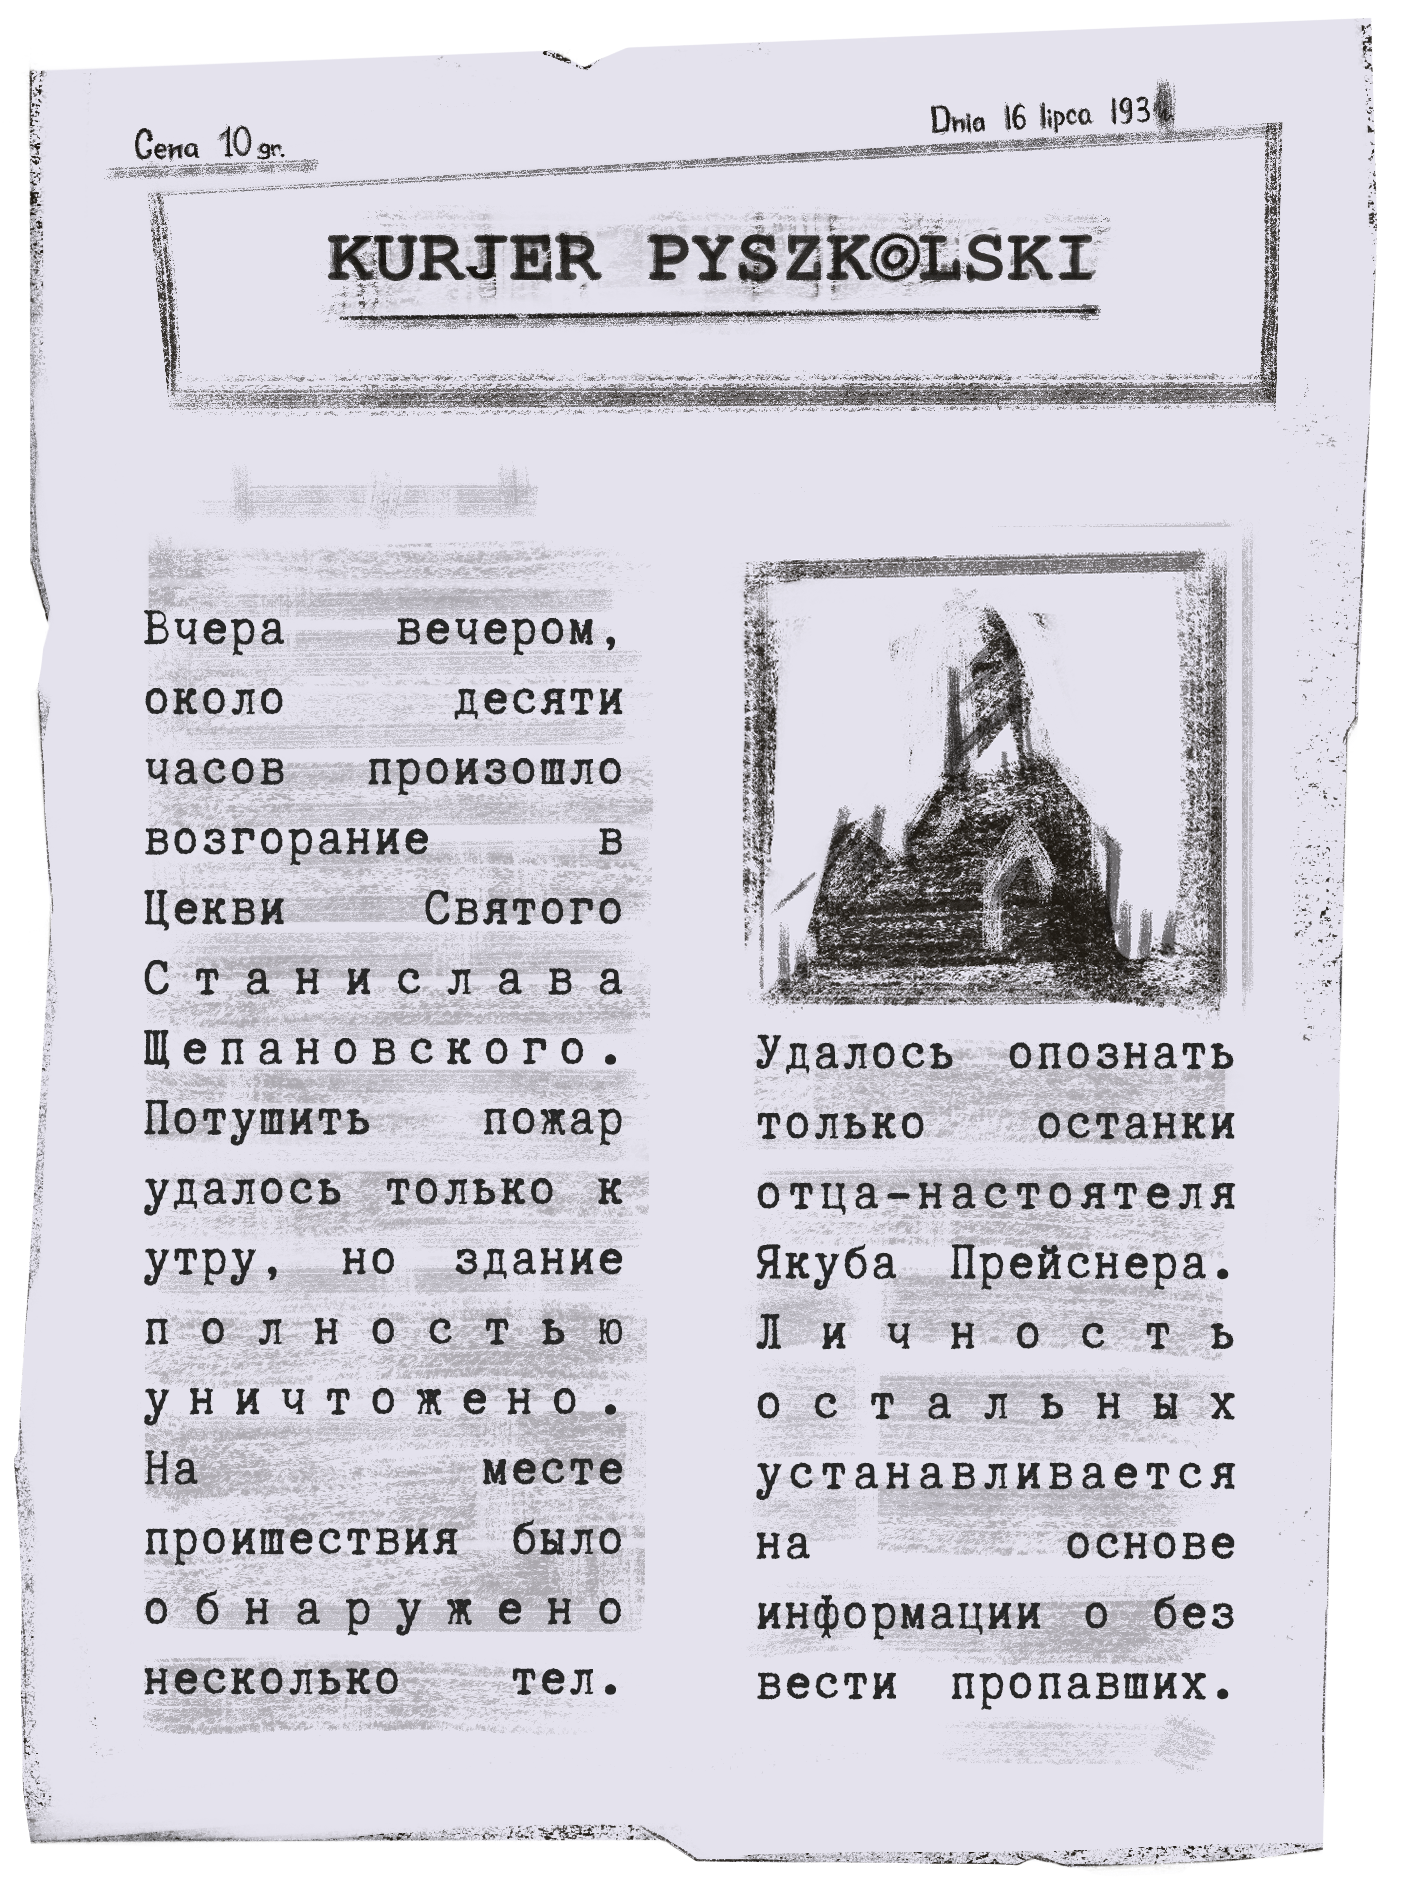 Cena 10 gr.
Dnia 16 lipca 193
KURJER PYSZKOLSKI
Вчера вечером,
около десяти
часов произошло
возгорание в
Цекви Святого
Станислава
Щепановского.
Потушить пожар
удалось только к
утру, но здание
полностью
уничтожено.
На месте
проишествия было
обнаружено
несколько тел.
Удалось опознать
только останки
отца-настоятеля
Якуба Прейснера.
Личность
остальных
устанавливается
на основе
информации о без
вести пропавших.